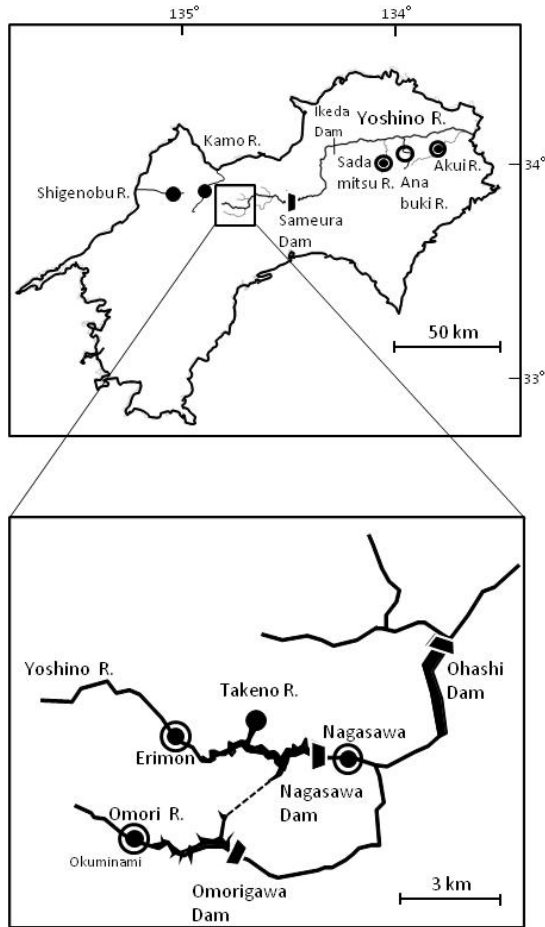 135°
134°
Ikeda
Dam
Yoshino R.
Kamo R.
Sada
mitsu R.
Ana
buki R.
Akui R.
34°
Shigenobu R.
Sameura
Dam
50 km
33°
Yoshino R.
Takeno R.
Ohashi
Dam
Erimon
Nagasawa
Nagasawa
Dam
Omori R.
Okuminami
Omorigawa
Dam
3 km